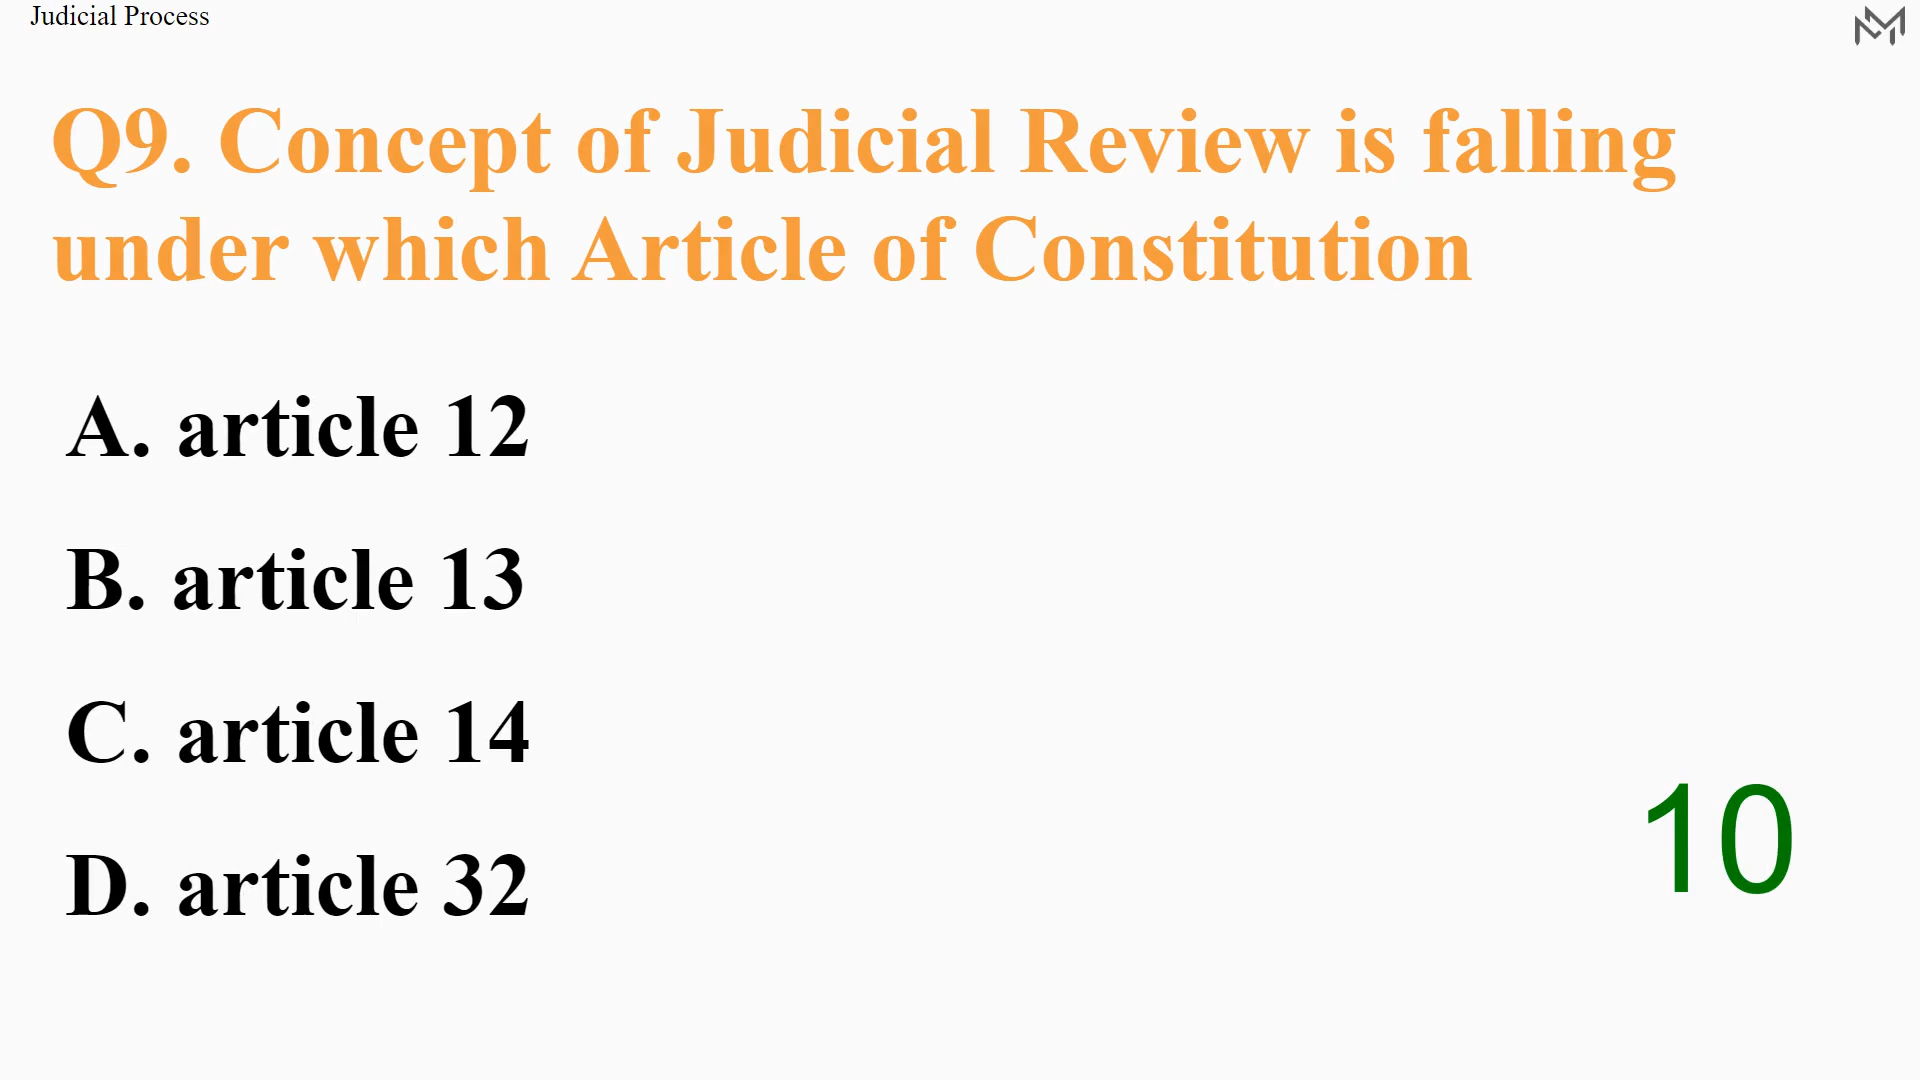 Judicial Process
Q9. Concept of Judicial Review is falling
under which Article of Constitution
A. article 12
B. article 13
C. article 14
D. article 32
10